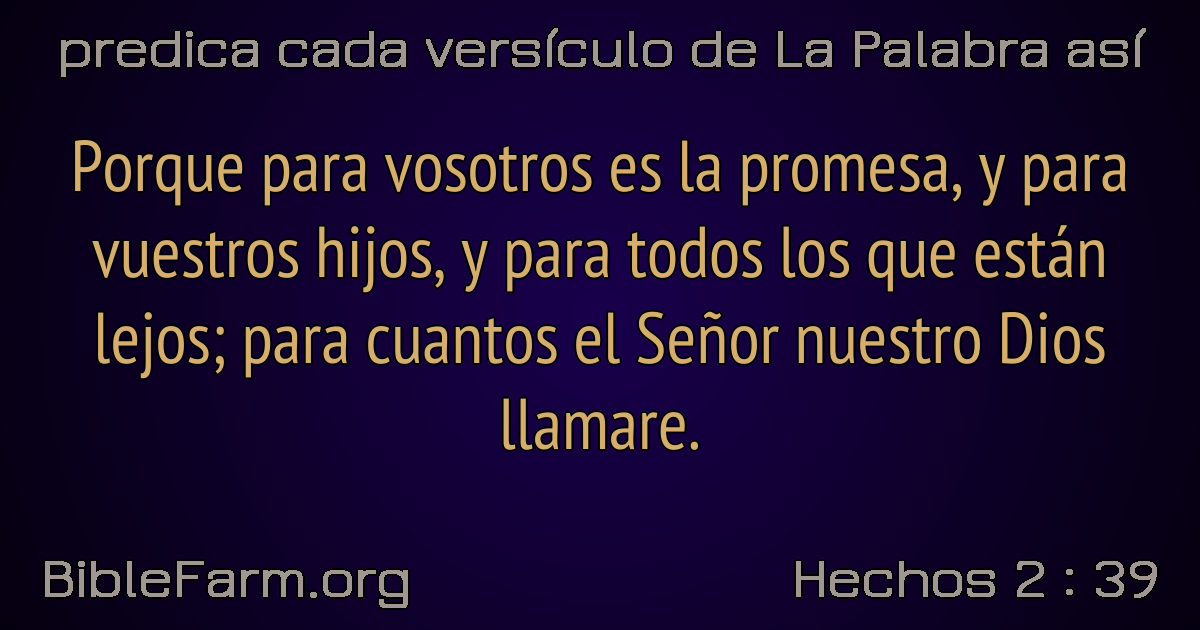 predica cada versículo de La Palabra así
Porque para vosotros es la promesa, y para
vuestros hijos, y para todos los que están
lejos; para cuantos el Señor nuestro Dios
llamare.
BibleFarm.org
Hechos 2 : 39